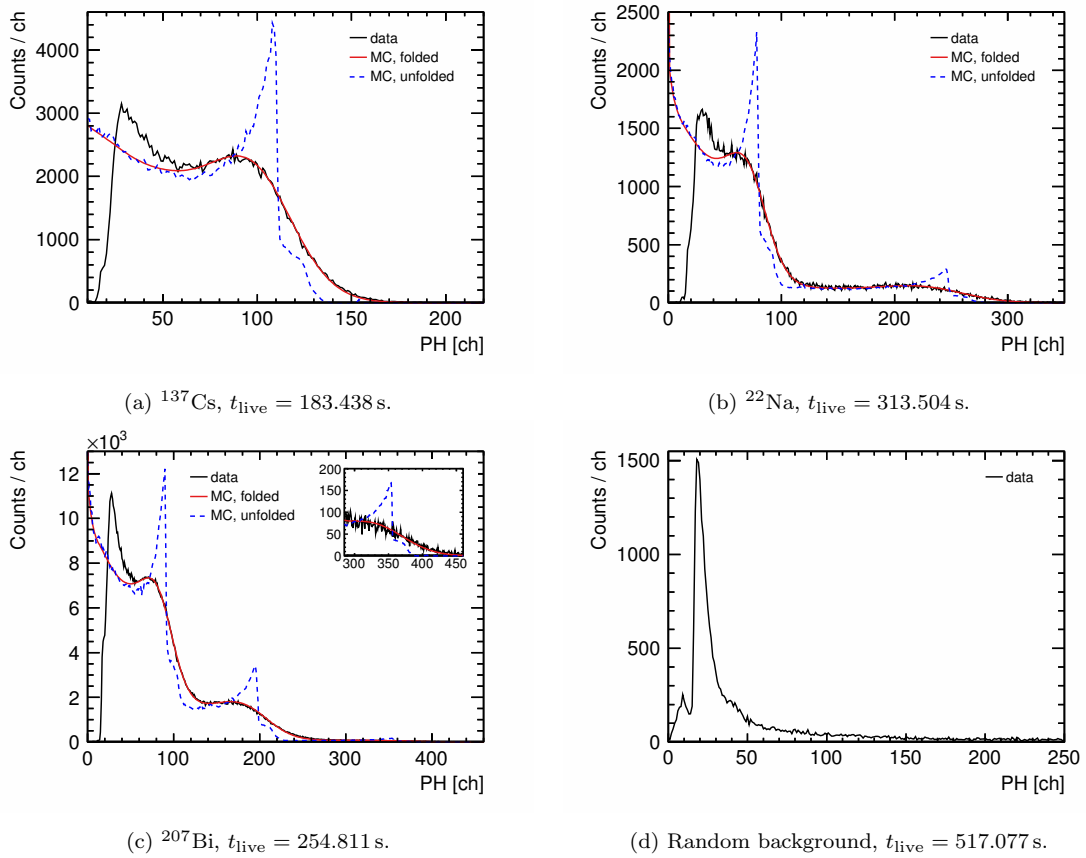 Counts / ch
4000
3000
2000
1000
0
50 100 150 200
PH [ch]
data
MC, folded
MC, unfolded
(a) ¹³⁷Cs, t_live = 183.438 s.
Counts / ch
2500
2000
1500
1000
500
0
0 100 200 300
PH [ch]
data
MC, folded
MC, unfolded
(b) ²²Na, t_live = 313.504 s.
×10³
Counts / ch
12
10
8
6
4
2
0
0 100 200 300 400
PH [ch]
data
MC, folded
MC, unfolded
200
150
100
50
0
300 350 400 450
(c) ²⁰⁷Bi, t_live = 254.811 s.
Counts / ch
1500
1000
500
0
0 50 100 150 200 250
PH [ch]
data
(d) Random background, t_live = 517.077 s.